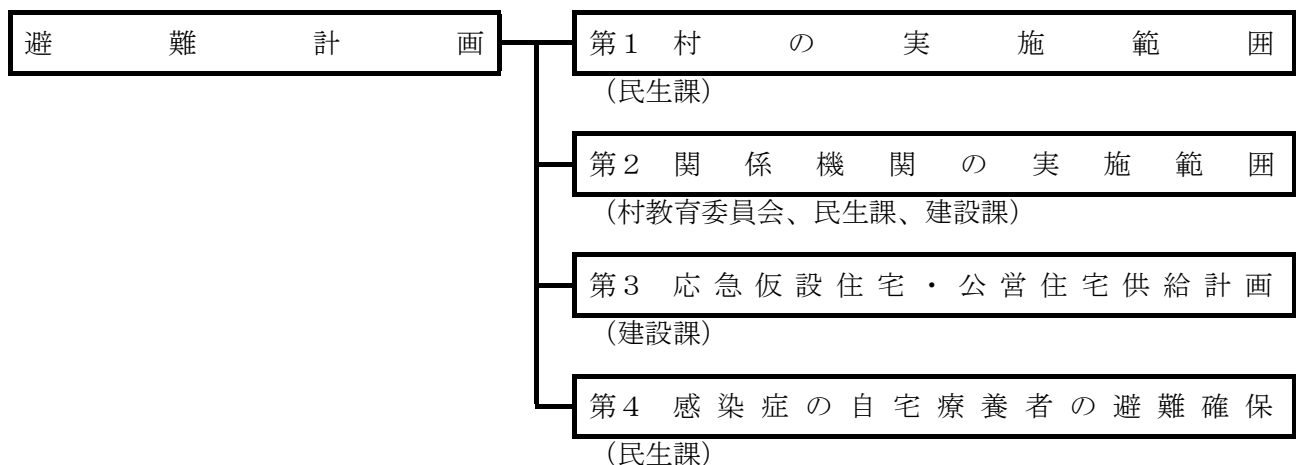 避難計画
第1 村の実施範囲
(民生課)
第2 関係機関の実施範囲
(村教育委員会、民生課、建設課)
第3 応急仮設住宅・公営住宅供給計画
(建設課)
第4 感染症の自宅療養者の避難確保
(民生課)